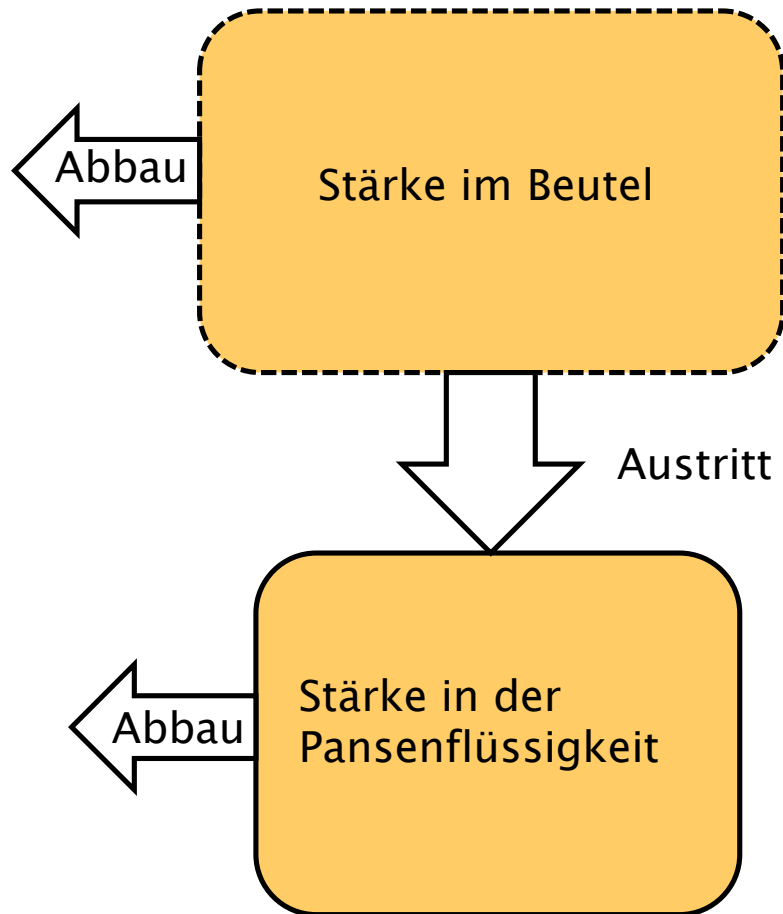 Abbau
Stärke im Beutel
Austritt
Stärke in der
Pansenflüssigkeit
Abbau